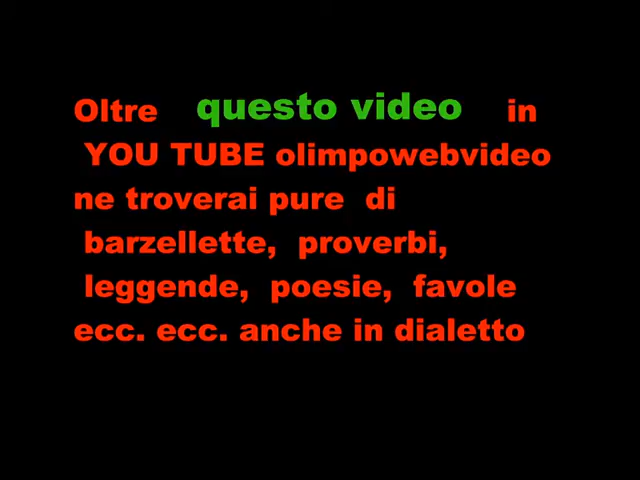 Oltre questo video in
YOU TUBE olimpowebvideo
ne troverai pure di
barzellette, proverbi,
leggende, poesie, favole
ecc. ecc. anche in dialetto